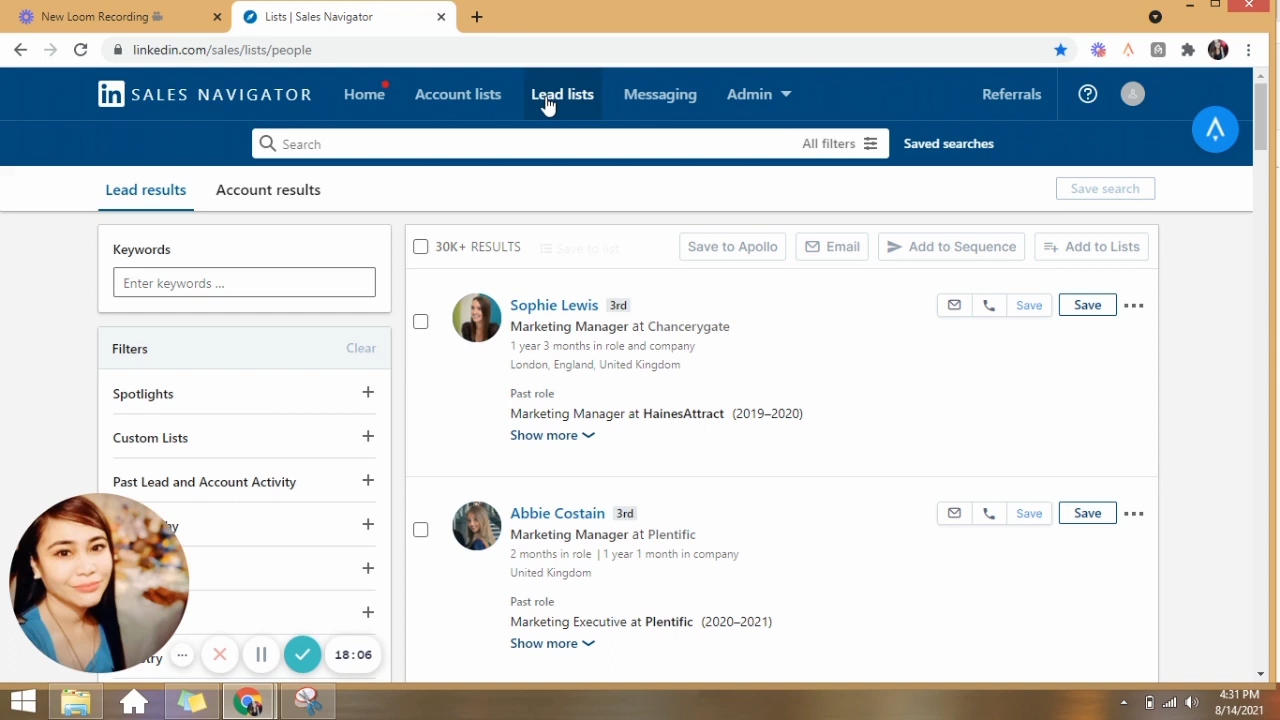 New Loom Recording
Lists | Sales Navigator
linkedin.com/sales/lists/people
in SALES NAVIGATOR
Home
Account lists
Lead lists
Messaging
Admin
Referrals
Search
All filters
Saved searches
Lead results
Account results
Save search
Keywords
Enter keywords ...
Filters
Clear
Spotlights
Custom Lists
Past Lead and Account Activity
30K+ RESULTS
Save to list
Save to Apollo
Email
Add to Sequence
Add to Lists
Sophie Lewis 3rd
Save
Save
Marketing Manager at Chancerygate
1 year 3 months in role and company
London, England, United Kingdom
Past role
Marketing Manager at HainesAttract (2019–2020)
Show more
Abbie Costain 3rd
Save
Save
Marketing Manager at Plentific
2 months in role | 1 year 1 month in company
United Kingdom
Past role
Marketing Executive at Plentific (2020–2021)
Show more
18:06
4:31 PM
8/14/2021